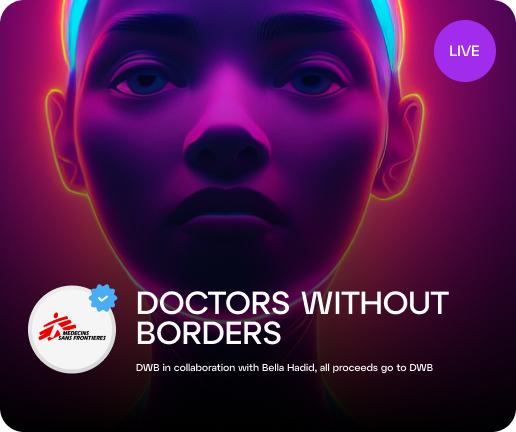 LIVE
MEDECINS
SANS FRONTIERES
DOCTORS WITHOUT
BORDERS
DWB in collaboration with Bella Hadid, all proceeds go to DWB